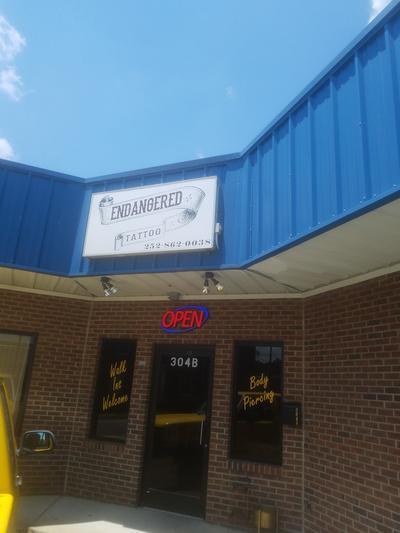 ENDANGERED
TATTOO
252-862-0038
OPEN
304B
Walk
Ins
Welcome
Body
Piercing